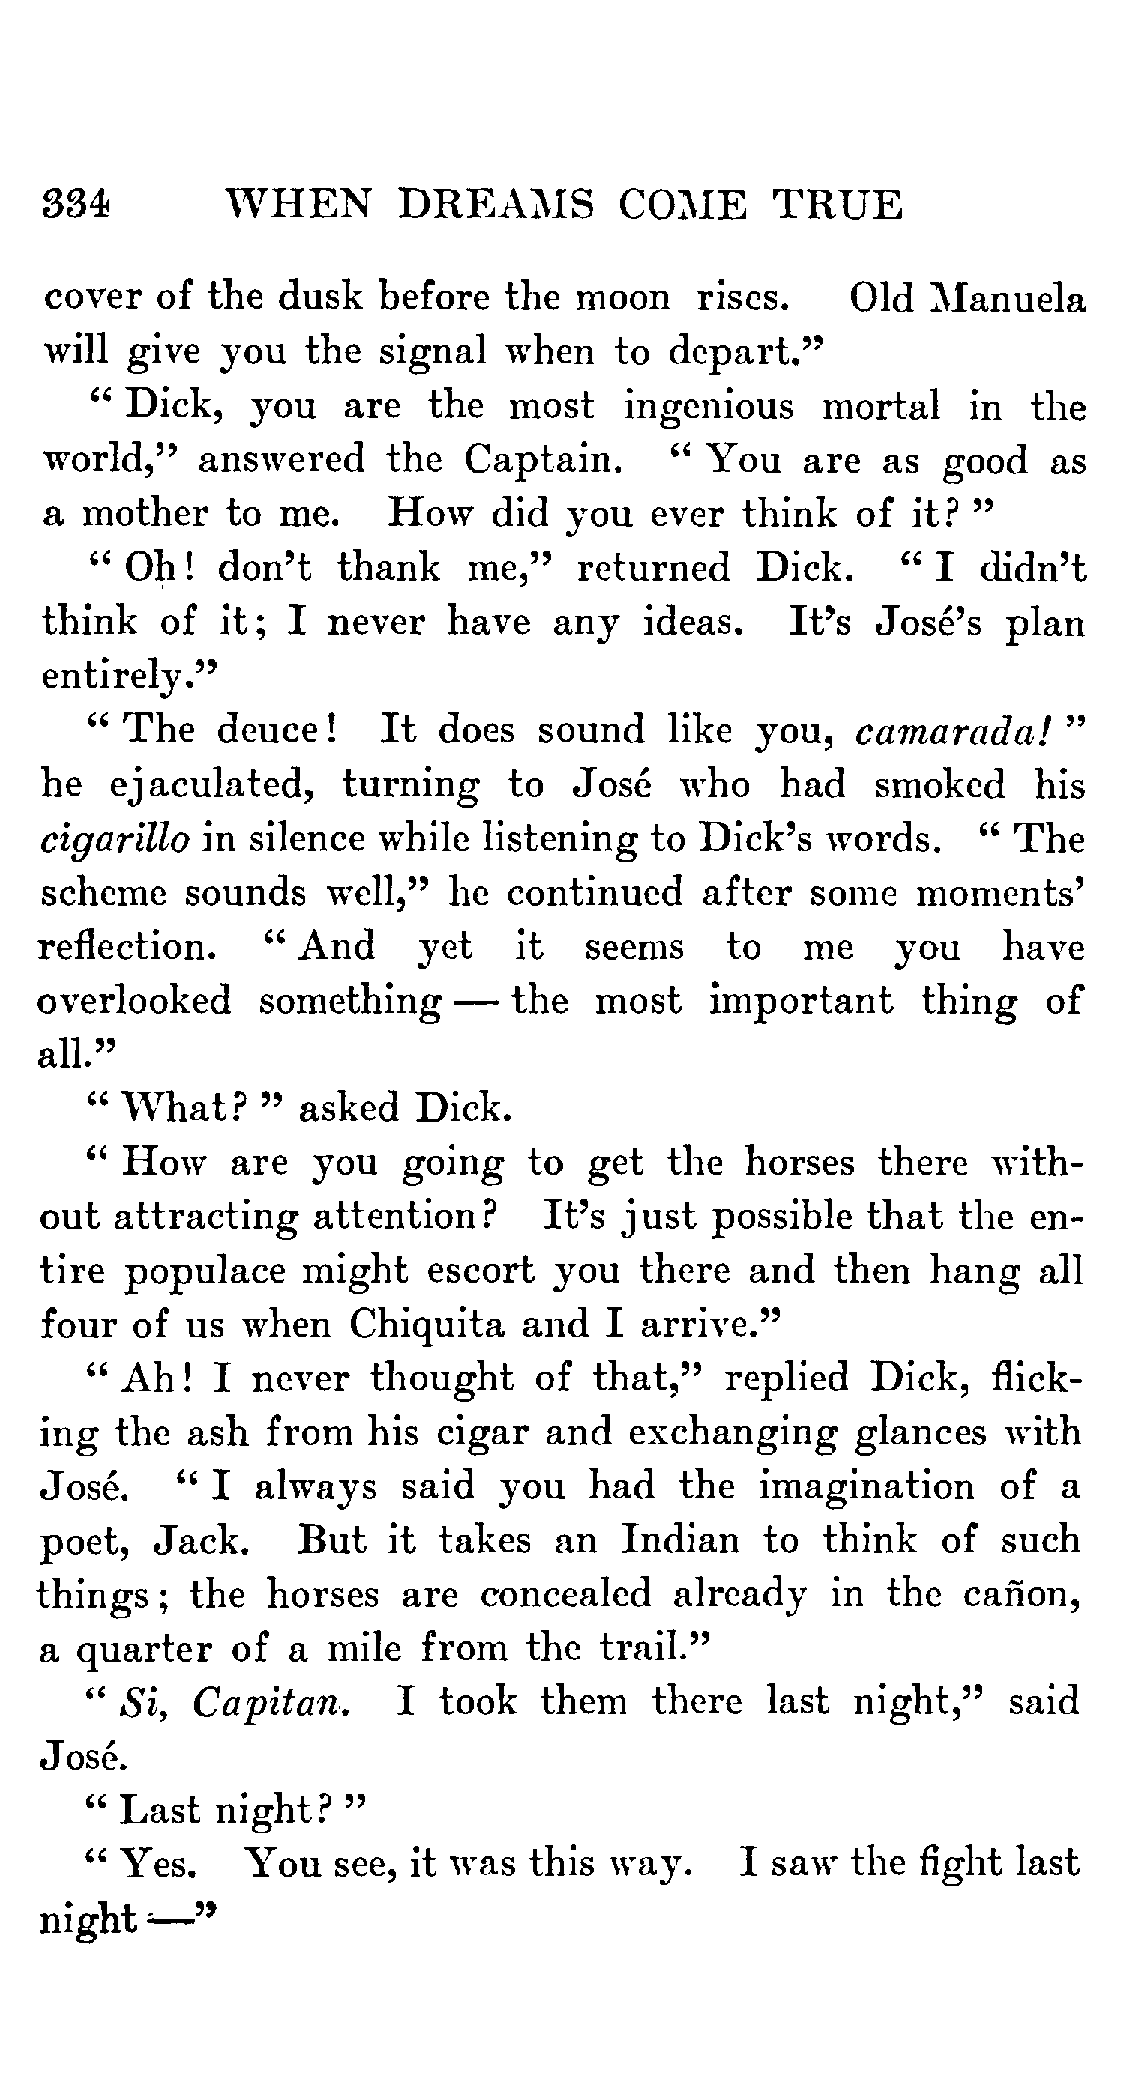 334 WHEN DREAMS COME TRUE
cover of the dusk before the moon rises. Old Manuela
will give you the signal when to depart.”
“ Dick, you are the most ingenious mortal in the
world,” answered the Captain. “ You are as good as
a mother to me. How did you ever think of it? ”
“ Oh! don’t thank me,” returned Dick. “ I didn’t
think of it; I never have any ideas. It’s José’s plan
entirely.”
“ The deuce! It does sound like you, camarada! ”
he ejaculated, turning to José who had smoked his
cigarillo in silence while listening to Dick’s words. “ The
scheme sounds well,” he continued after some moments’
reflection. “ And yet it seems to me you have
overlooked something — the most important thing of
all.”
“ What? ” asked Dick.
“ How are you going to get the horses there with-
out attracting attention? It’s just possible that the en-
tire populace might escort you there and then hang all
four of us when Chiquita and I arrive.”
“ Ah! I never thought of that,” replied Dick, flick-
ing the ash from his cigar and exchanging glances with
José. “ I always said you had the imagination of a
poet, Jack. But it takes an Indian to think of such
things; the horses are concealed already in the cañon,
a quarter of a mile from the trail.”
“ Si, Capitan. I took them there last night,” said
José.
“ Last night? ”
“ Yes. You see, it was this way. I saw the fight last
night —”